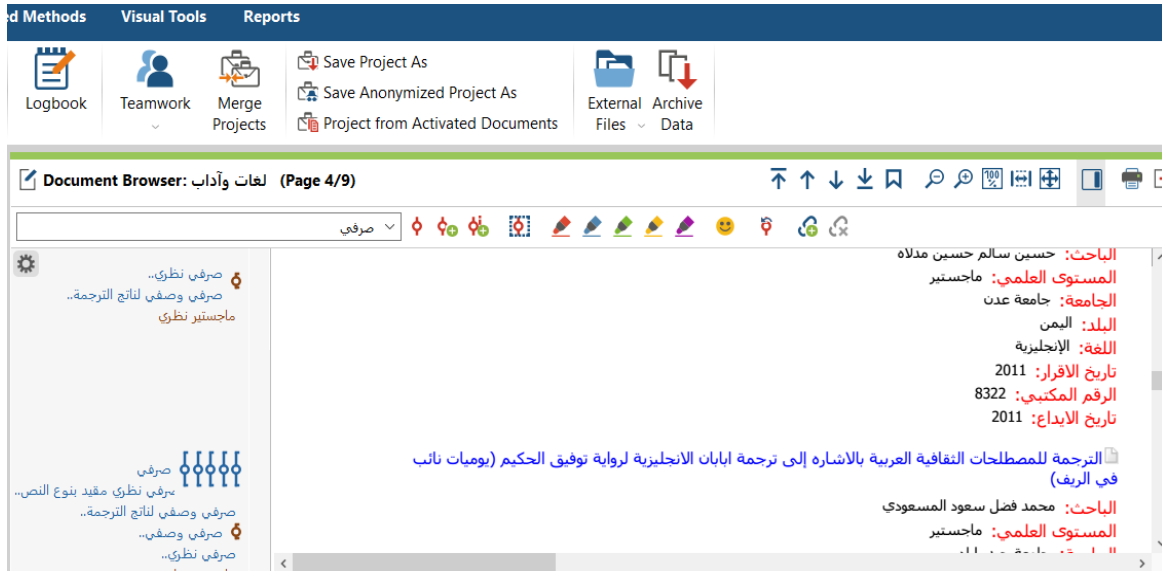 ed Methods Visual Tools Reports
Logbook
Teamwork
Merge Projects
Save Project As
Save Anonymized Project As
Project from Activated Documents
External Files
Archive Data
Document Browser: لغات وآداب (Page 4/9)
100 %
صرفي
صرفي نظري..
صرفي وصفي لناتج الترجمة..
ماجستير نظري
الباحث: حسين سالم حسين مدلاه
المستوى العلمي: ماجستير
الجامعة: جامعة عدن
البلد: اليمن
اللغة: الإنجليزية
تاريخ الاقرار: 2011
الرقم المكتبي: 8322
تاريخ الايداع: 2011
صرفي
صرفي نظري مقيد بنوع النص..
صرفي وصفي لناتج الترجمة..
صرفي وصفي..
صرفي نظري..
الترجمة للمصطلحات الثقافية العربية بالاشاره إلى ترجمة ابابان الانجليزية لرواية توفيق الحكيم (يوميات نائب
في الريف)
الباحث: محمد فضل سعود المسعودي
المستوى العلمي: ماجستير